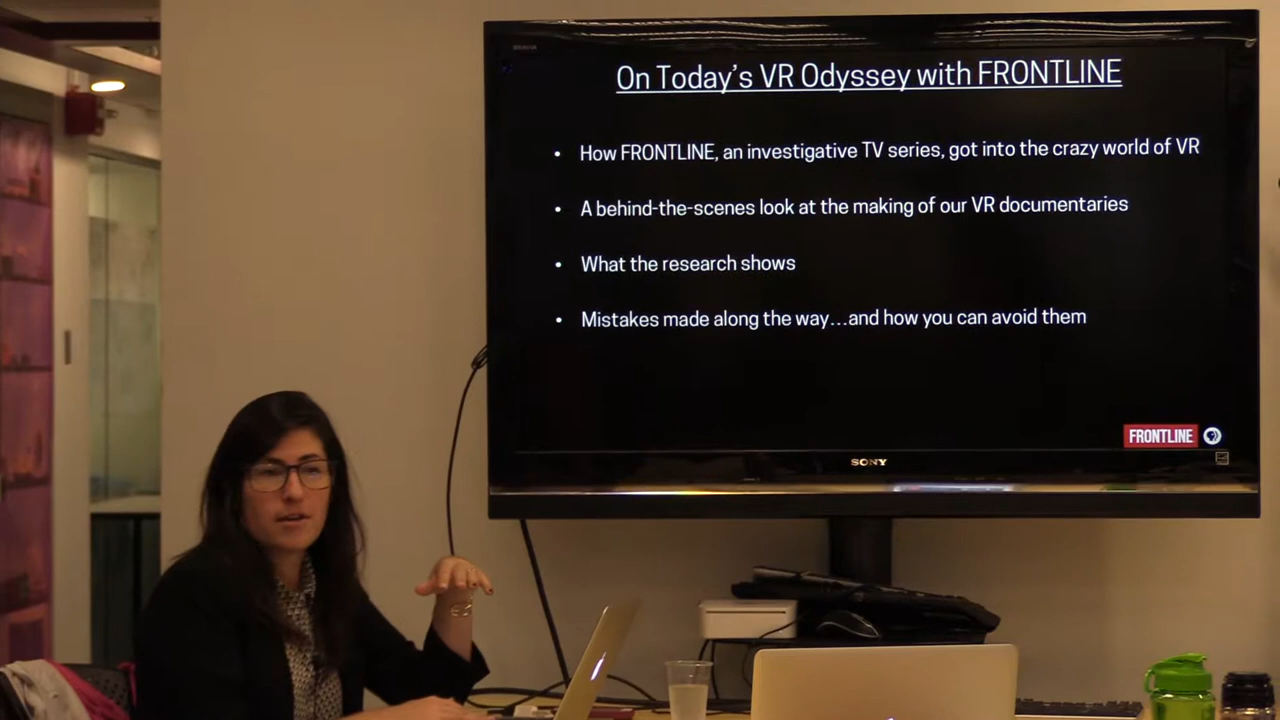 On Today's VR Odyssey with FRONTLINE
• How FRONTLINE, an investigative TV series, got into the crazy world of VR
• A behind-the-scenes look at the making of our VR documentaries
• What the research shows
• Mistakes made along the way...and how you can avoid them
FRONTLINE
SONY